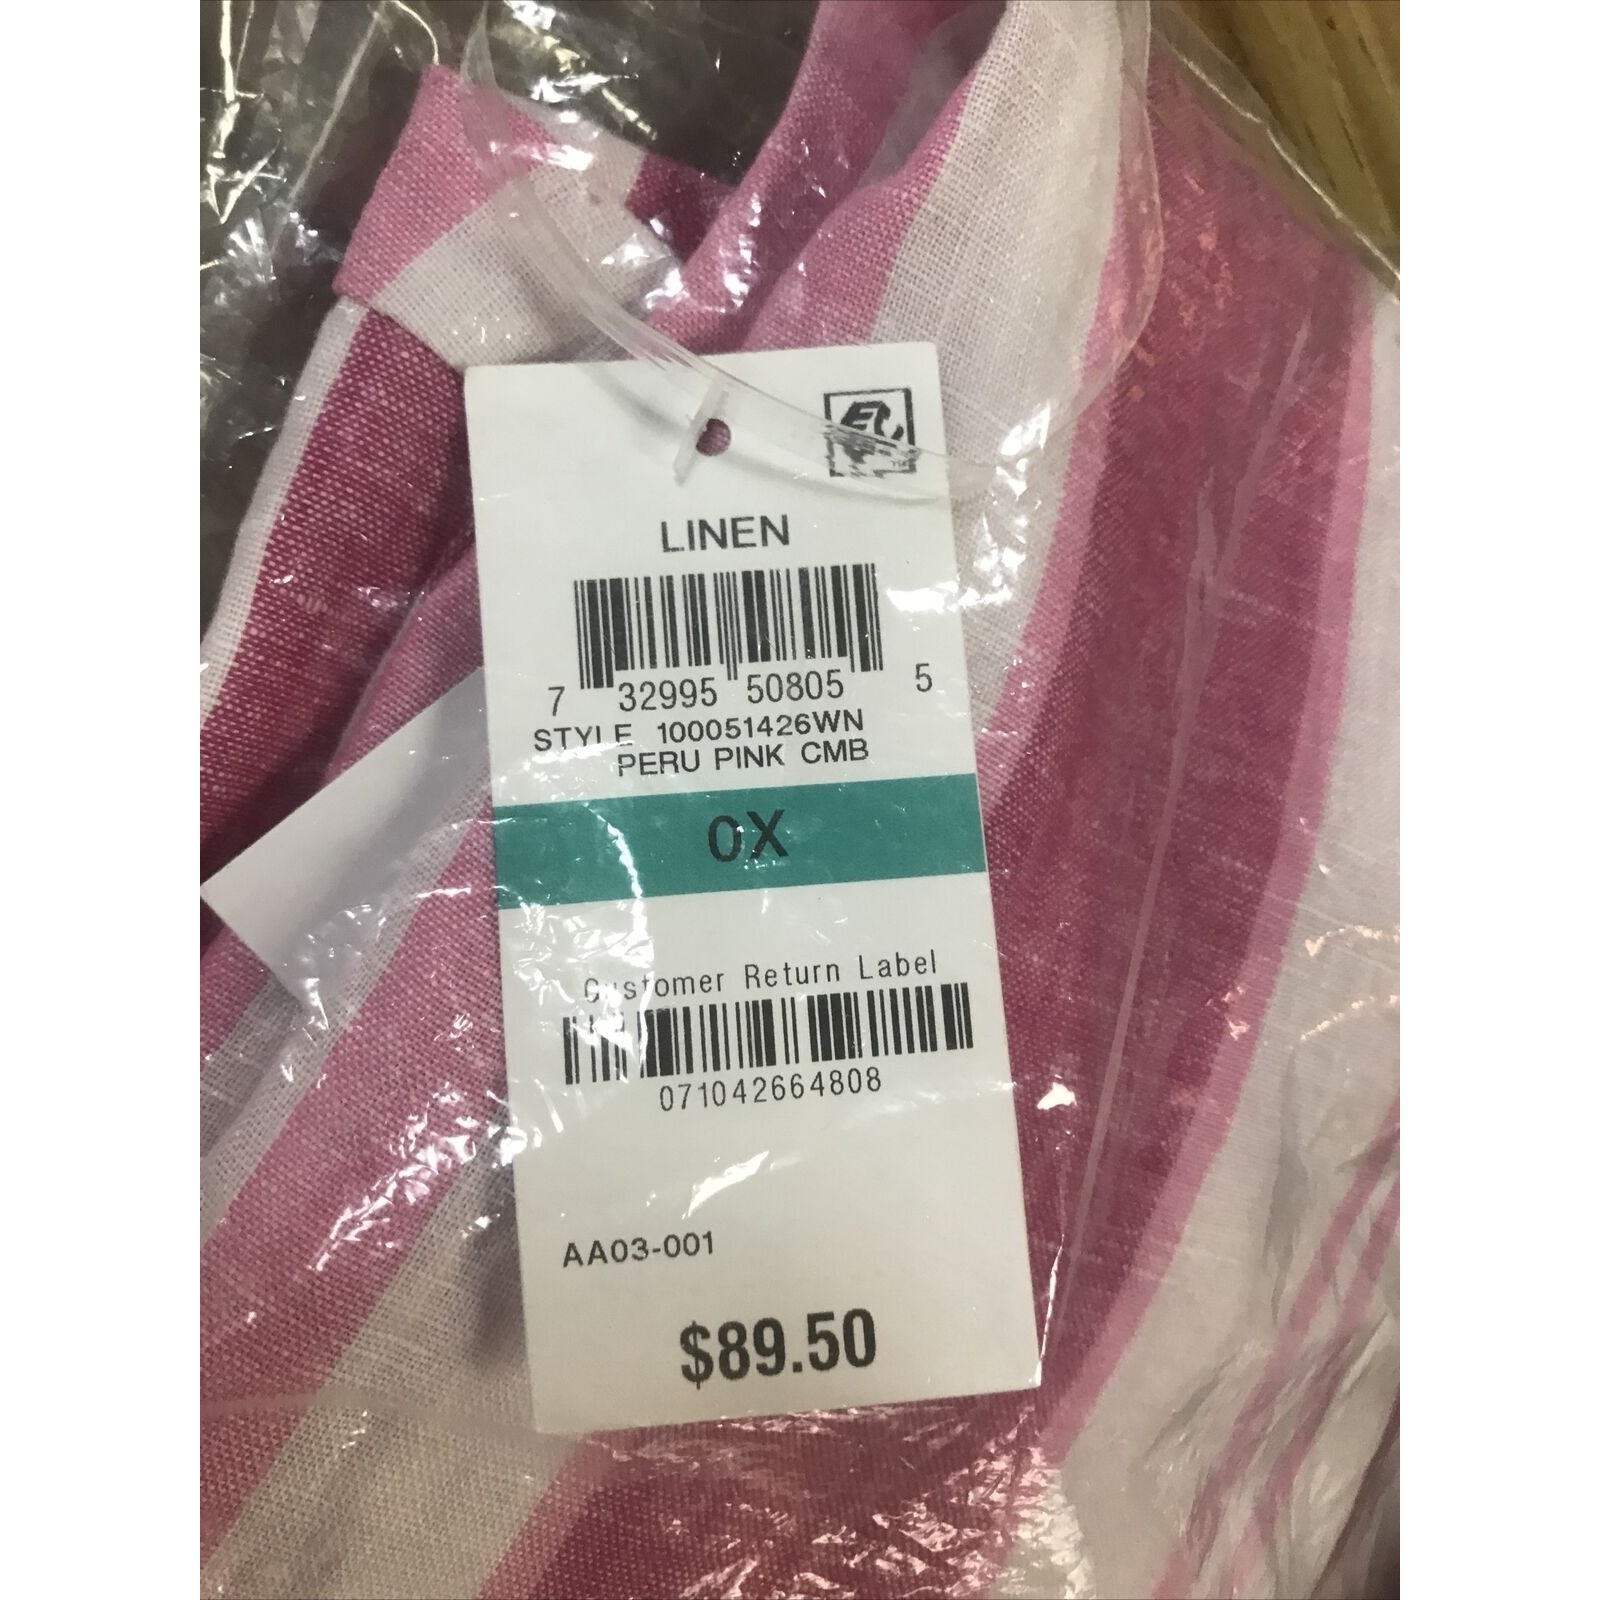 LINEN
7 32995 50805 5
STYLE 100051426WN
PERU PINK CMB
0X
Customer Return Label
071042664808
AA03-001
$89.50